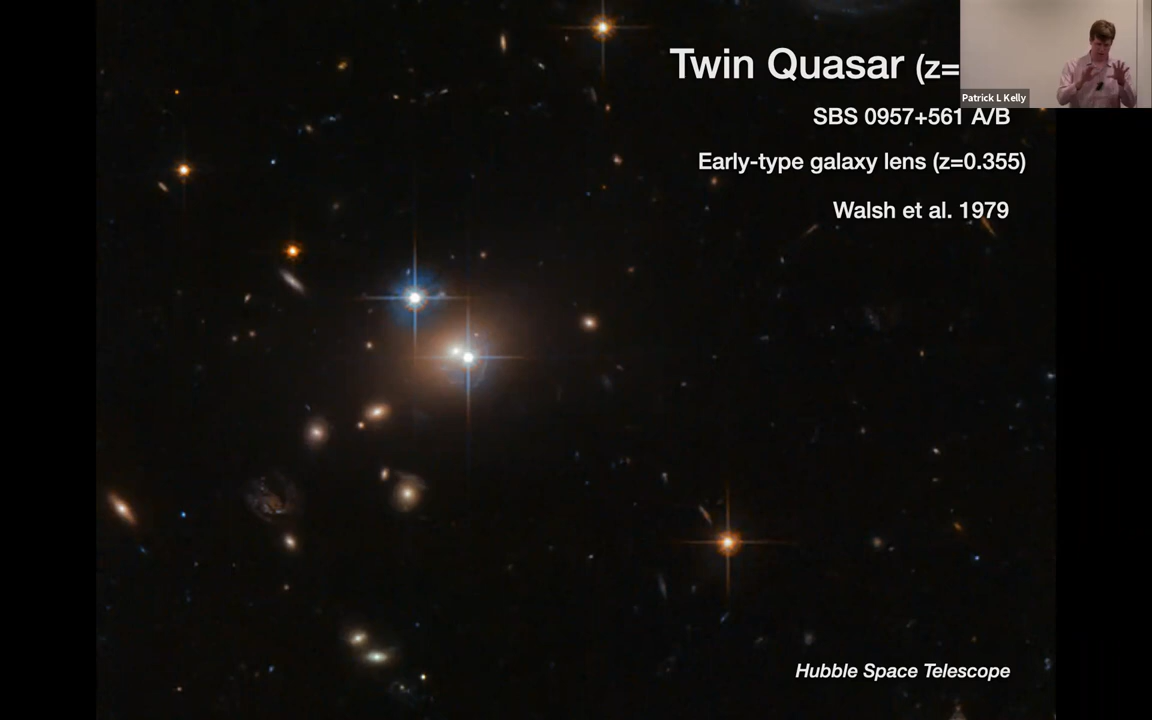 Twin Quasar (z=
Patrick L Kelly
SBS 0957+561 A/B
Early-type galaxy lens (z=0.355)
Walsh et al. 1979
Hubble Space Telescope